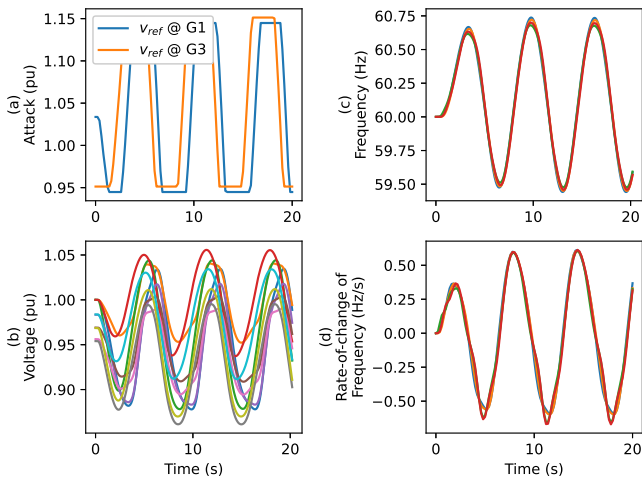 (a)
Attack (pu)
1.15
1.10
1.05
1.00
0.95
v_ref @ G1
v_ref @ G3
0
10
20
(c)
Frequency (Hz)
60.75
60.50
60.25
60.00
59.75
59.50
0
10
20
(b)
Voltage (pu)
1.05
1.00
0.95
0.90
0
10
20
Time (s)
(d)
Rate-of-change of
Frequency (Hz/s)
0.50
0.25
0.00
−0.25
−0.50
0
10
20
Time (s)